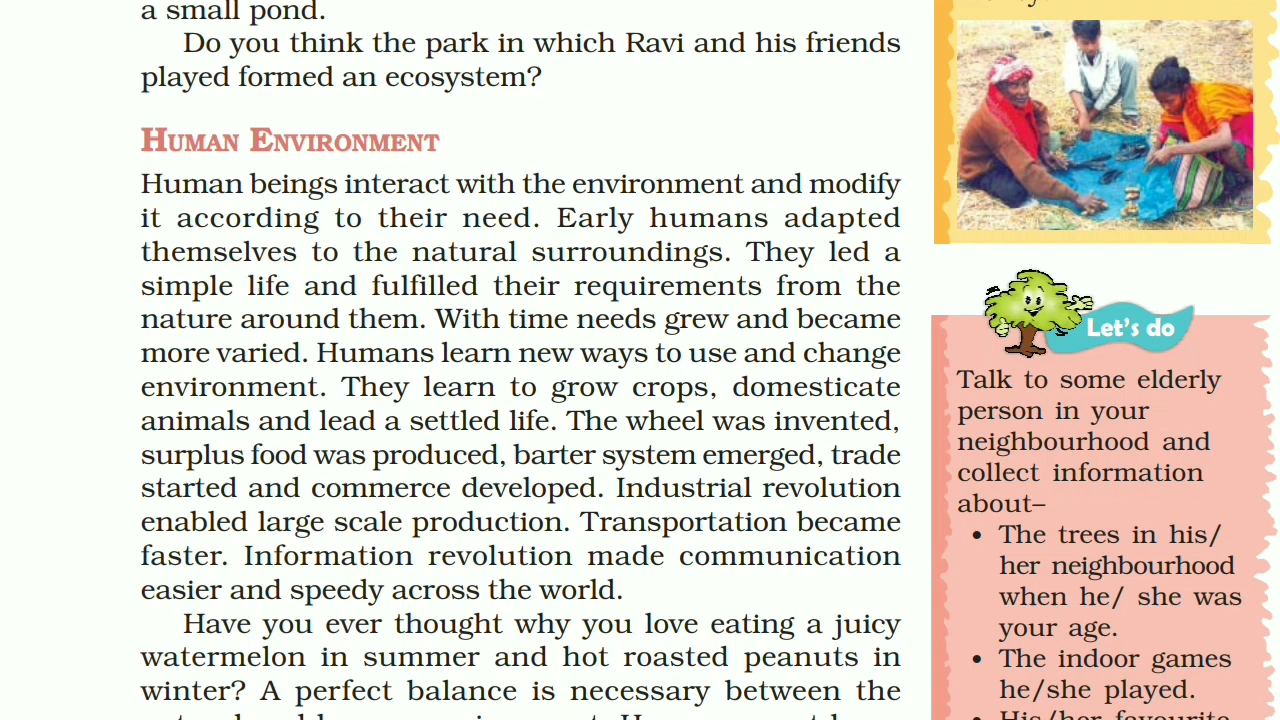 a small pond.
Do you think the park in which Ravi and his friends
played formed an ecosystem?
HUMAN ENVIRONMENT
Human beings interact with the environment and modify
it according to their need. Early humans adapted
themselves to the natural surroundings. They led a
simple life and fulfilled their requirements from the
nature around them. With time needs grew and became
more varied. Humans learn new ways to use and change
environment. They learn to grow crops, domesticate
animals and lead a settled life. The wheel was invented,
surplus food was produced, barter system emerged, trade
started and commerce developed. Industrial revolution
enabled large scale production. Transportation became
faster. Information revolution made communication
easier and speedy across the world.
Have you ever thought why you love eating a juicy
watermelon in summer and hot roasted peanuts in
winter? A perfect balance is necessary between the
Let's do
Talk to some elderly
person in your
neighbourhood and
collect information
about–
• The trees in his/
her neighbourhood
when he/ she was
your age.
• The indoor games
he/she played.
• His/her favourite